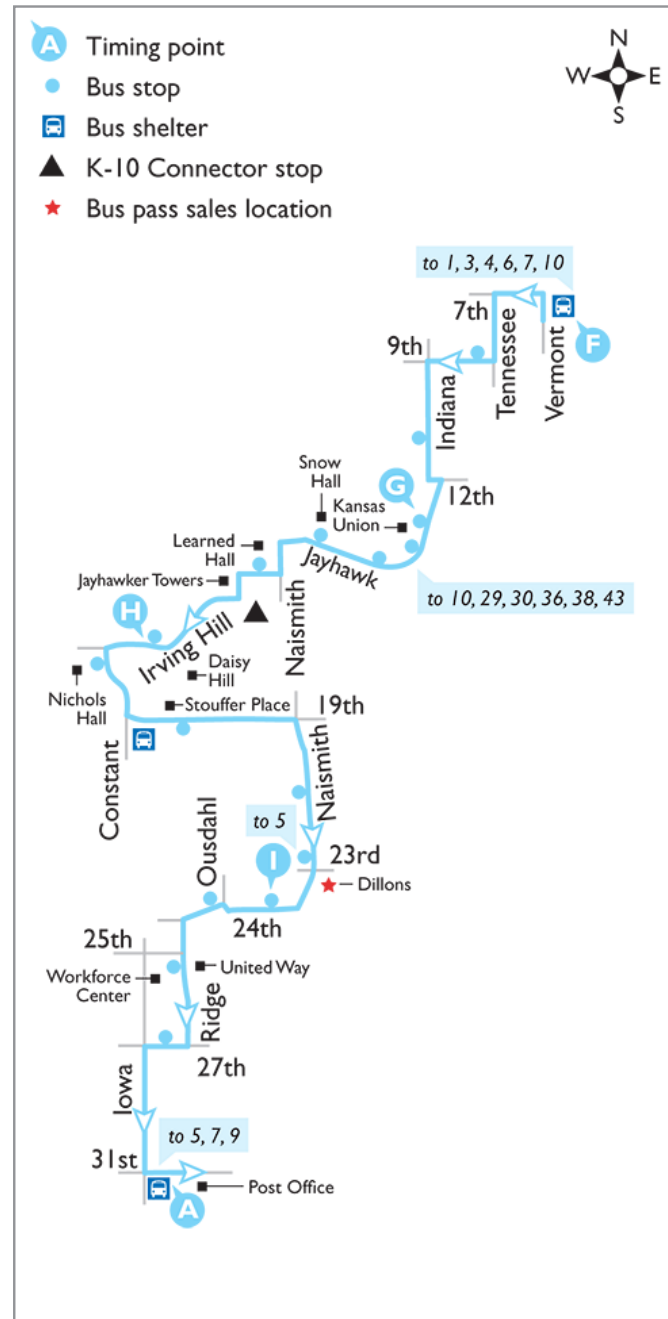 A Timing point
Bus stop
Bus shelter
K-10 Connector stop
Bus pass sales location
N
W E
S
to 1, 3, 4, 6, 7, 10
7th
F
9th
Tennessee
Vermont
Indiana
Snow
Hall
G
Kansas
Union
12th
Learned
Hall
Jayhawk
Jayhawker Towers
to 10, 29, 30, 36, 38, 43
H
Naismith
Irving Hill
Daisy
Hill
Nichols
Hall
Stouffer Place
19th
Constant
Naismith
to 5
Ousdahl
I
23rd
Dillons
24th
25th
United Way
Workforce
Center
Ridge
27th
Iowa
to 5, 7, 9
31st
Post Office
A